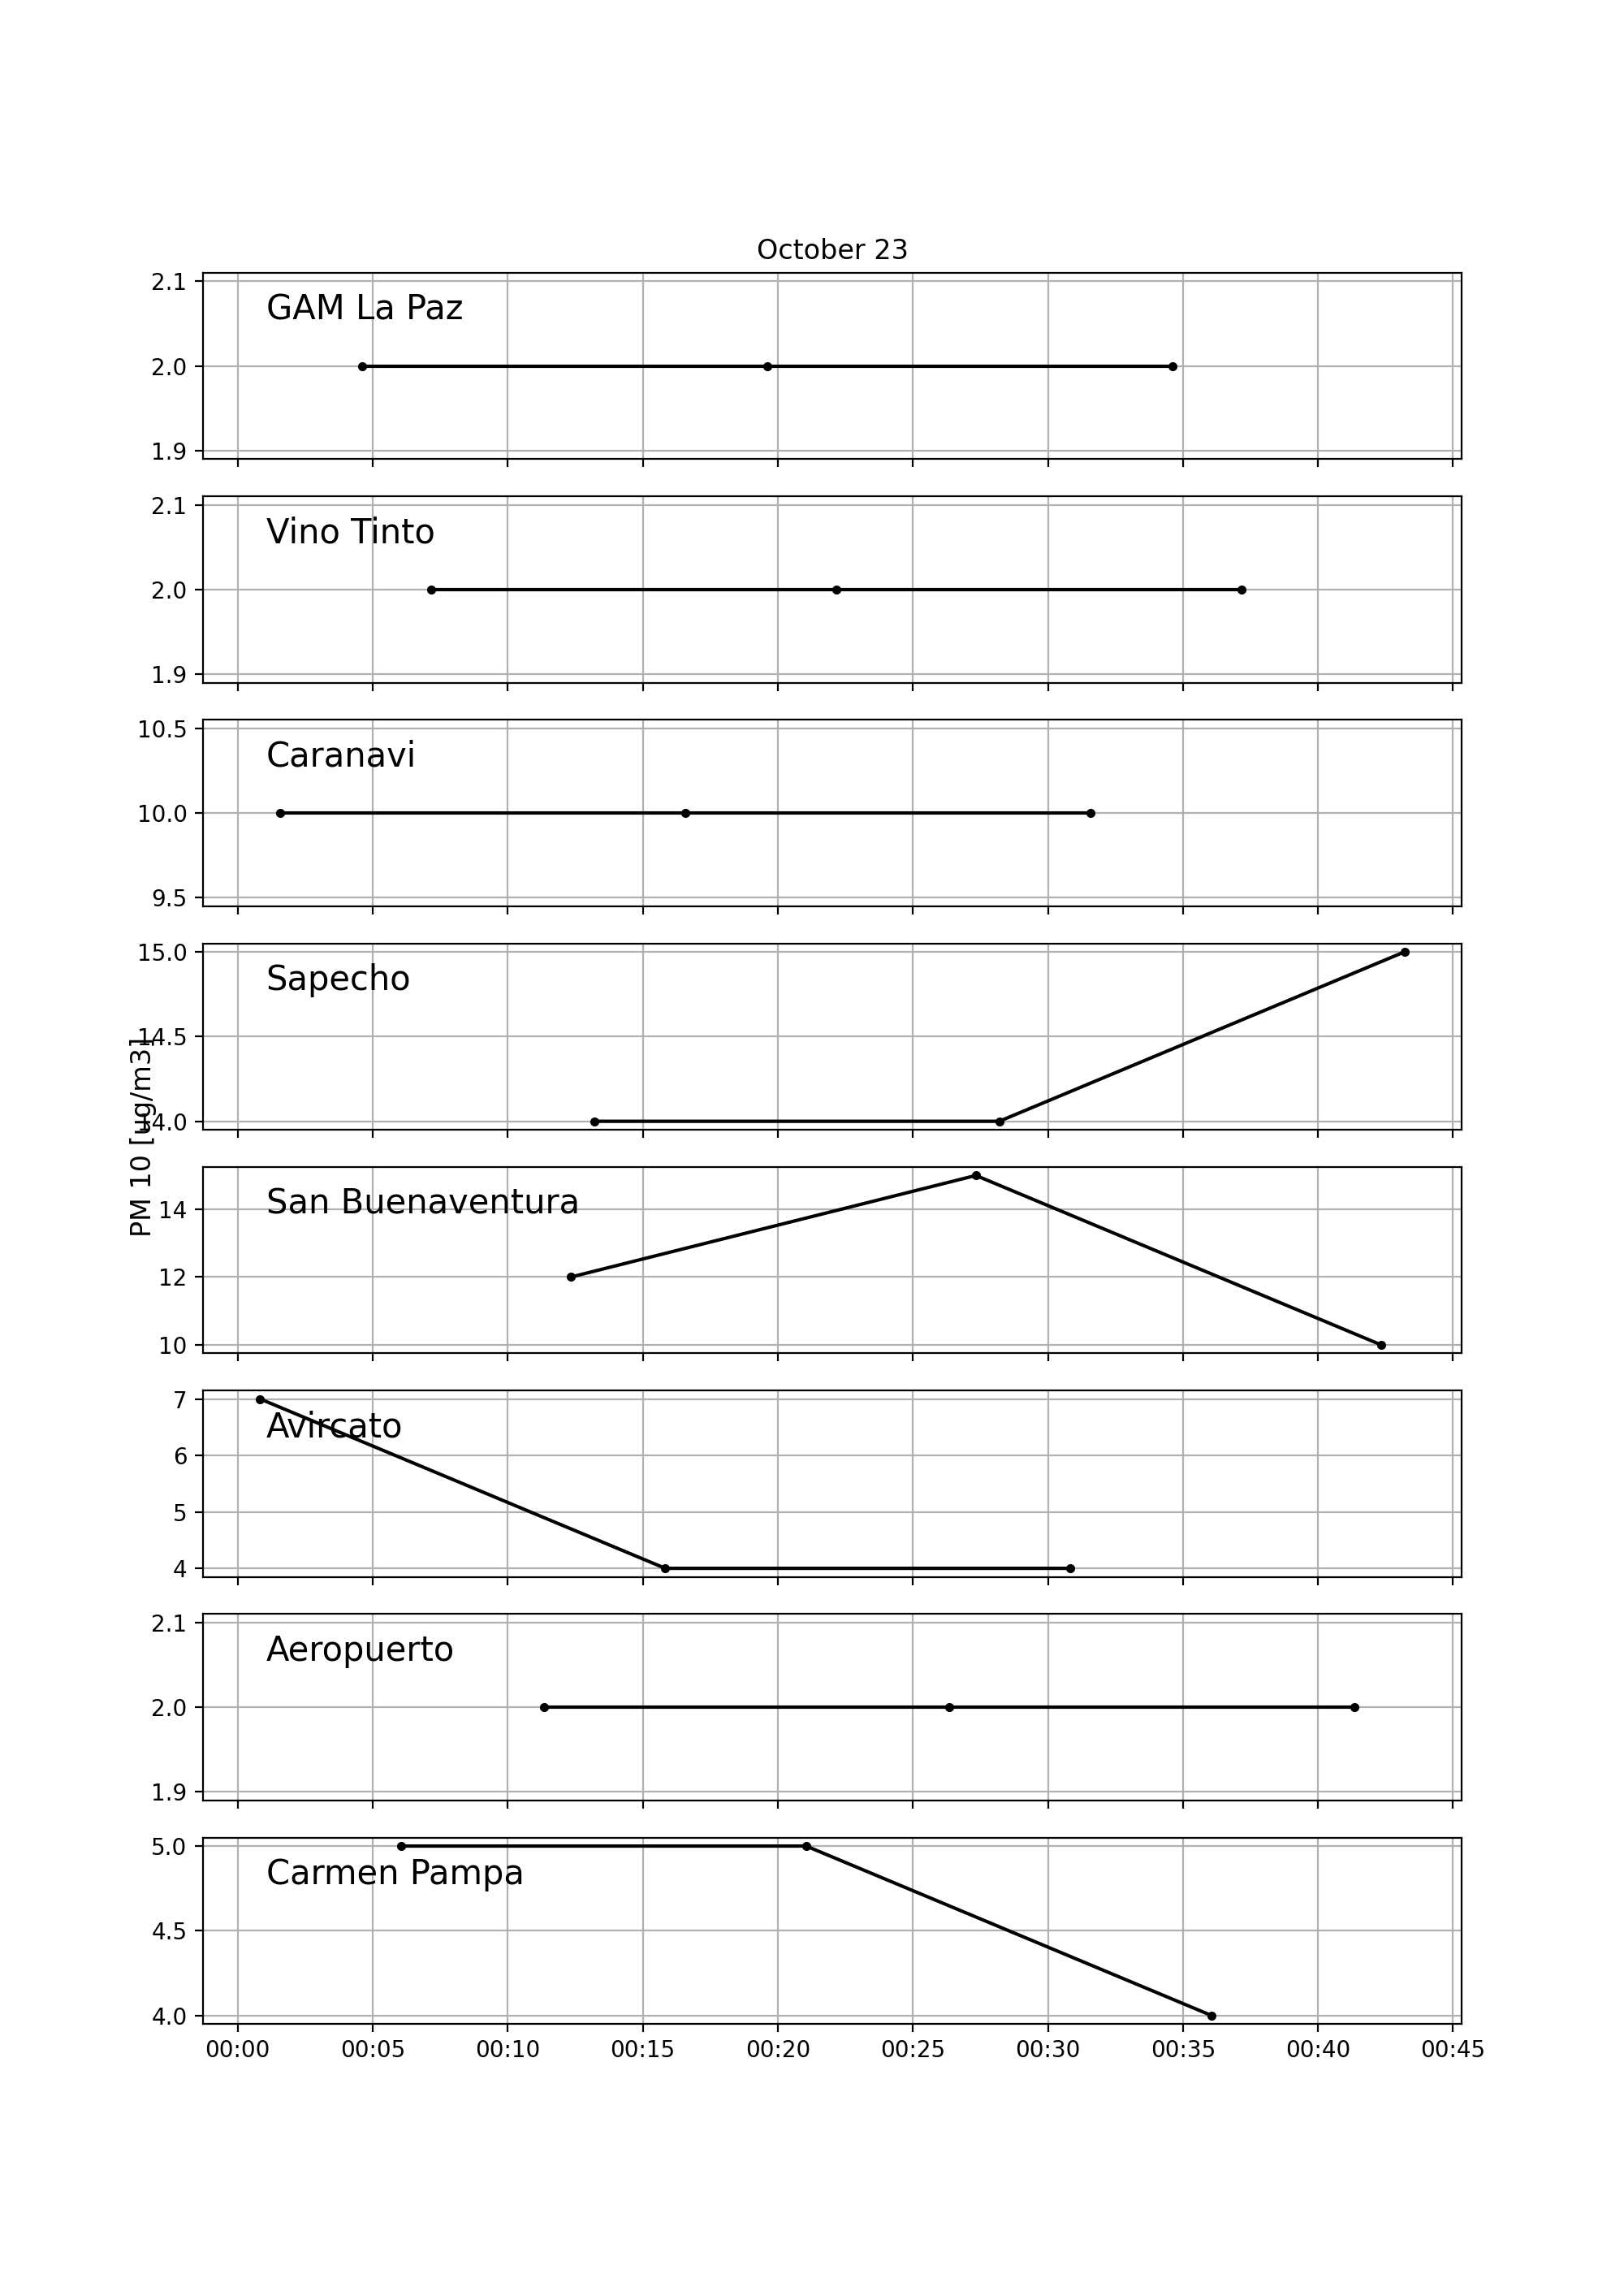 October 23
2.1
GAM La Paz
2.0
1.9
2.1
Vino Tinto
2.0
1.9
10.5
Caranavi
10.0
9.5
15.0
Sapecho
14.5
14.0
PM 10 [ug/m3]
San Buenaventura
14
12
10
7
Avircato
6
5
4
2.1
Aeropuerto
2.0
1.9
5.0
Carmen Pampa
4.5
4.0
00:00 00:05 00:10 00:15 00:20 00:25 00:30 00:35 00:40 00:45